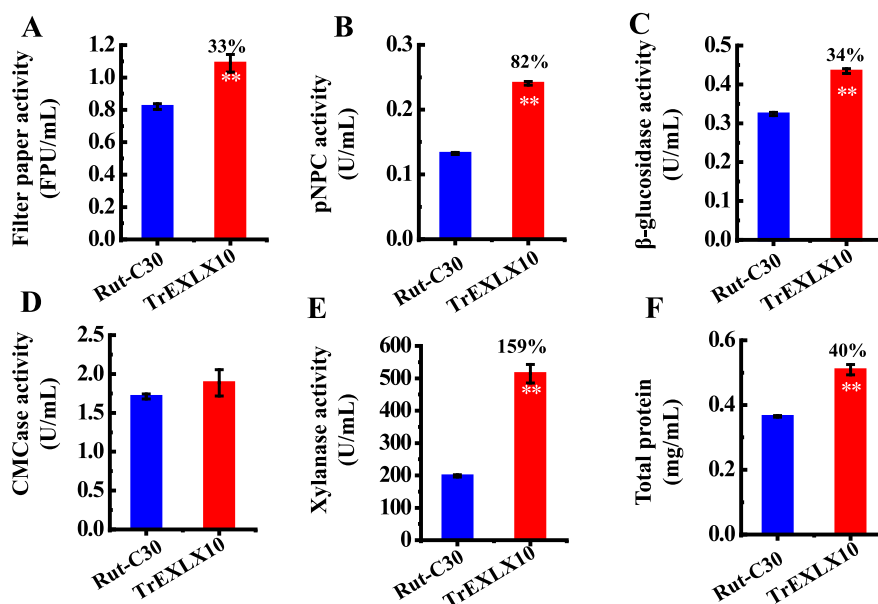 A
Filter paper activity
(FPU/mL)
1.2
1.0
0.8
0.6
0.4
0.2
0.0
33%
**
Rut-C30
TrEXLX10
B
pNPC activity
(U/mL)
0.3
0.2
0.1
0.0
82%
**
Rut-C30
TrEXLX10
C
β-glucosidase activity
(U/mL)
0.5
0.4
0.3
0.2
0.1
0.0
34%
**
Rut-C30
TrEXLX10
D
CMCase activity
(U/mL)
2.5
2.0
1.5
1.0
0.5
0.0
Rut-C30
TrEXLX10
E
Xylanase activity
(U/mL)
600
500
400
300
200
100
0
159%
**
Rut-C30
TrEXLX10
F
Total protein
(mg/mL)
0.6
0.4
0.2
0.0
40%
**
Rut-C30
TrEXLX10